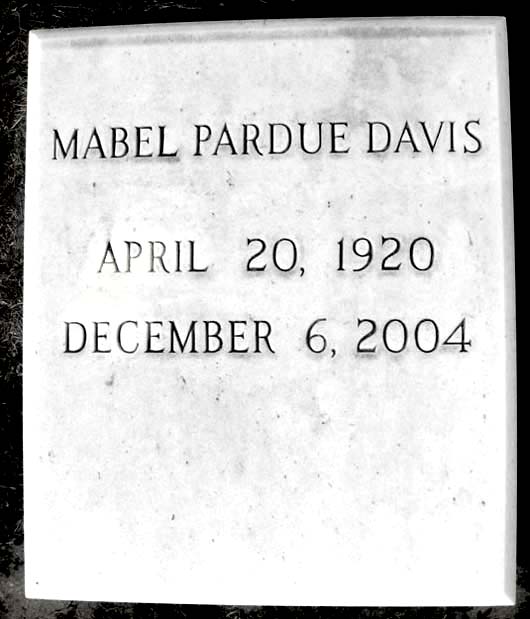 MABEL PARDUE DAVIS
APRIL 20, 1920
DECEMBER 6, 2004